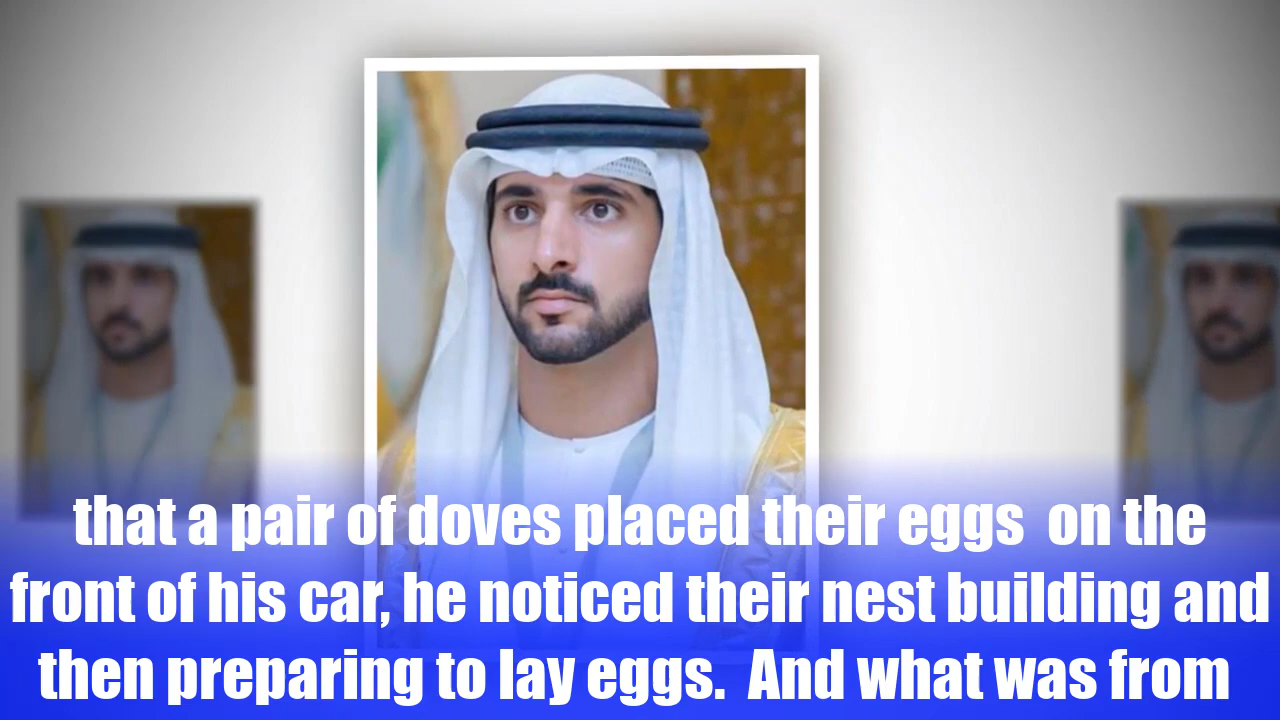 that a pair of doves placed their eggs  on the
front of his car, he noticed their nest building and
then preparing to lay eggs.  And what was from